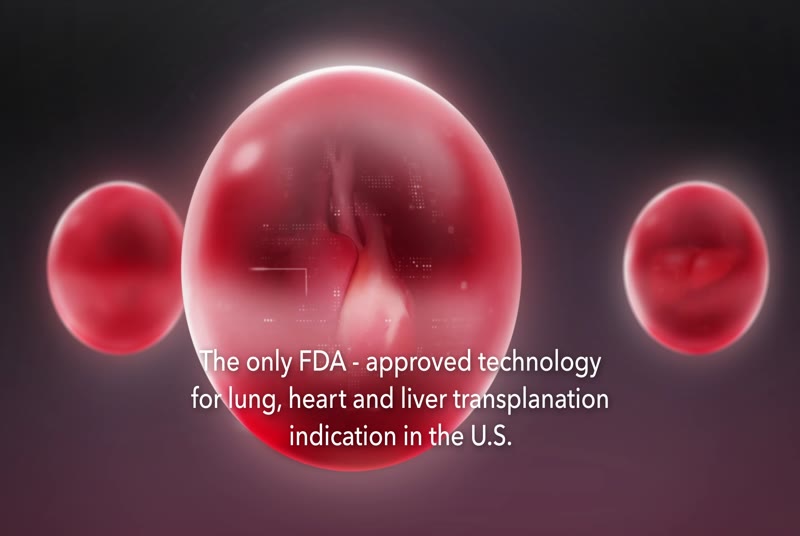 The only FDA - approved technology
for lung, heart and liver transplanation
indication in the U.S.